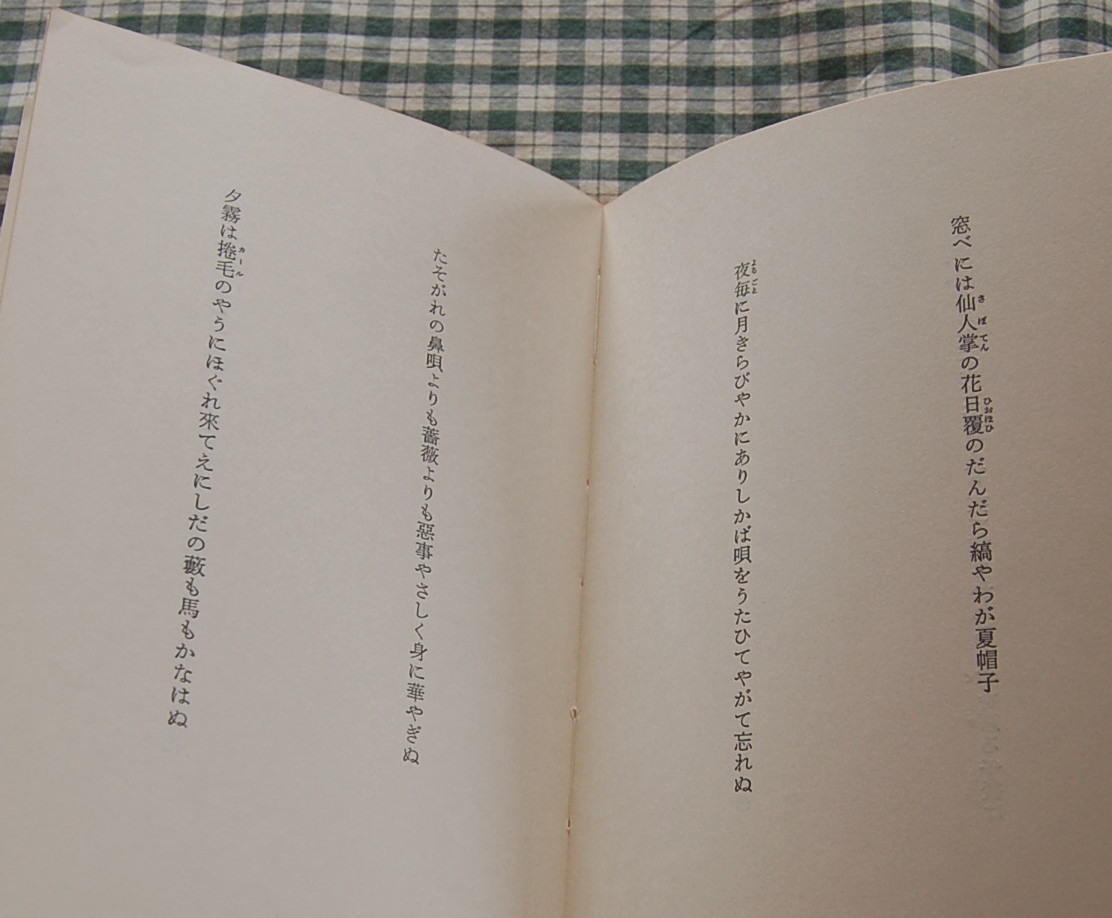 窓べには仙人掌の花日覆のだんだら縞やわが夏帽子
夜毎に月きらびやかにありしかば唄をうたひてやがて忘れぬ
たそがれの鼻唄よりも薔薇よりも惡事やさしく身に華やぎぬ
夕霧は捲毛のやうにほぐれ來てえにしだの藪も馬もかなはぬ